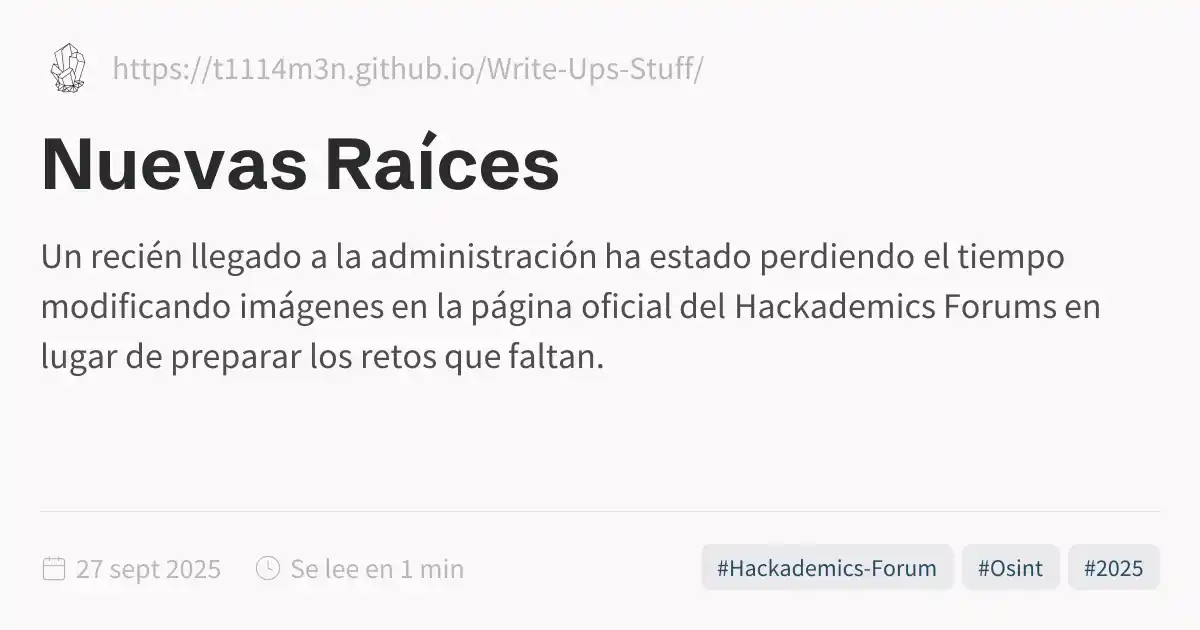 https://t1114m3n.github.io/Write-Ups-Stuff/
Nuevas Raíces
Un recién llegado a la administración ha estado perdiendo el tiempo
modificando imágenes en la página oficial del Hackademics Forums en
lugar de preparar los retos que faltan.
27 sept 2025 Se lee en 1 min #Hackademics-Forum #Osint #2025